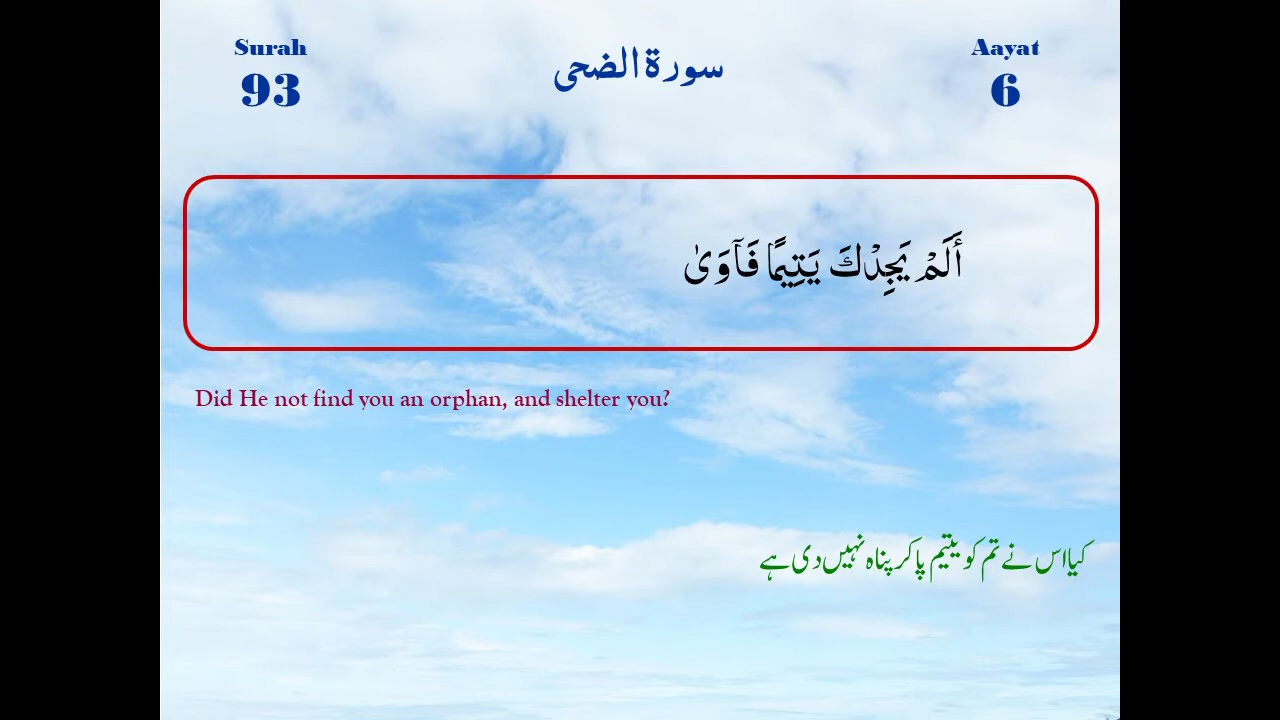 Surah
93
سورة الضحى
Aayat
6
أَلَمْ يَجِدْكَ يَتِيمًا فَآوَىٰ
Did He not find you an orphan, and shelter you?
کیا اس نے تم کو یتیم پا کر پناہ نہیں دی ہے